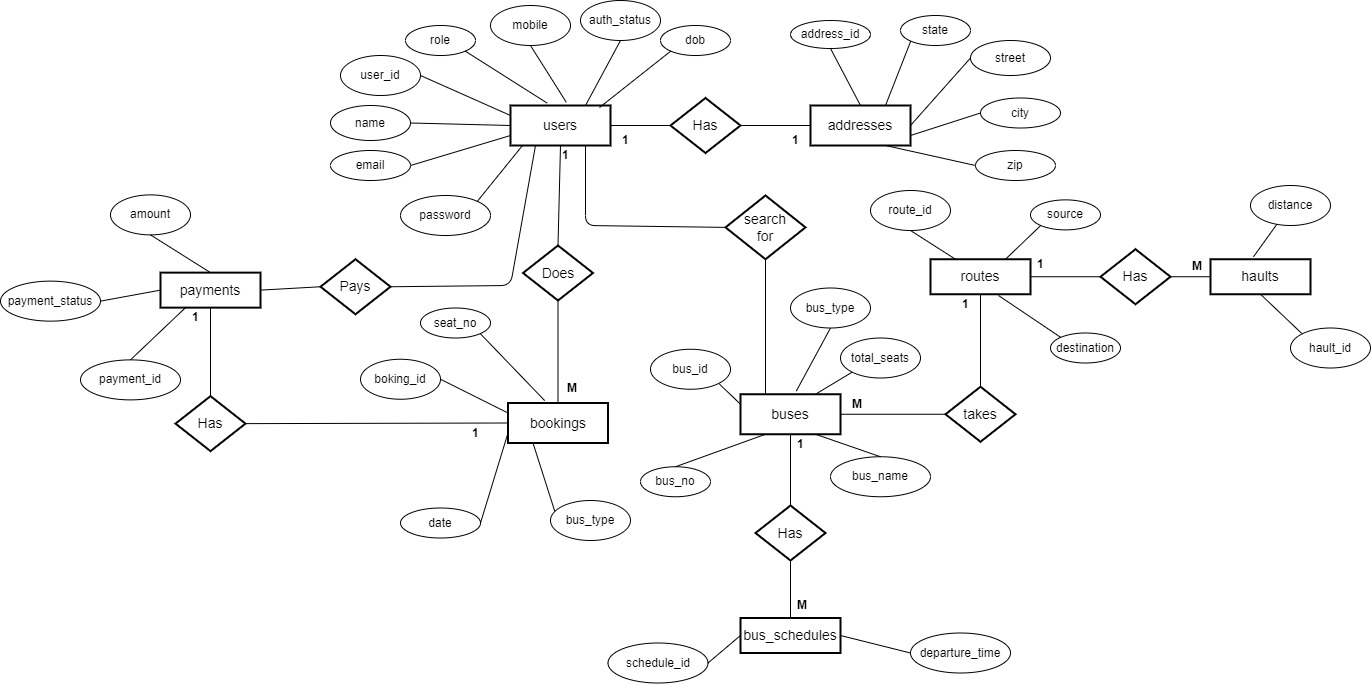 mobile
auth_status
role
dob
address_id
state
street
user_id
name
users
Has
addresses
city
1
1
1
email
zip
password
amount
search
for
route_id
source
distance
Does
payments
Pays
routes
1
Has
M
haults
payment_status
1
seat_no
bus_type
1
destination
hault_id
payment_id
boking_id
M
bus_id
total_seats
Has
1
bookings
buses
M
takes
1
bus_no
bus_name
date
bus_type
Has
M
bus_schedules
schedule_id
departure_time